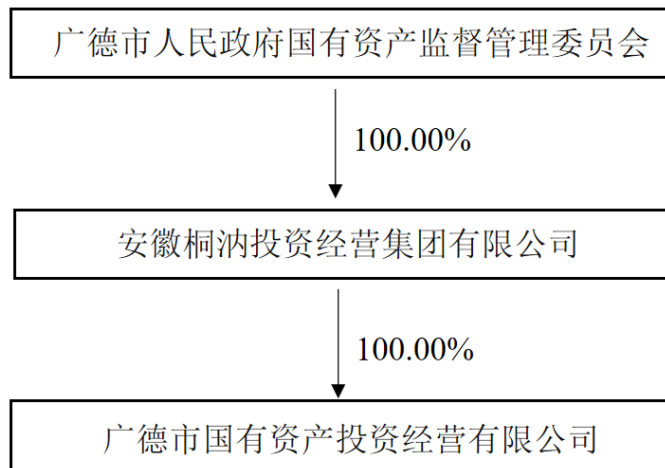 广德市人民政府国有资产监督管理委员会
100.00%
安徽桐汭投资经营集团有限公司
100.00%
广德市国有资产投资经营有限公司